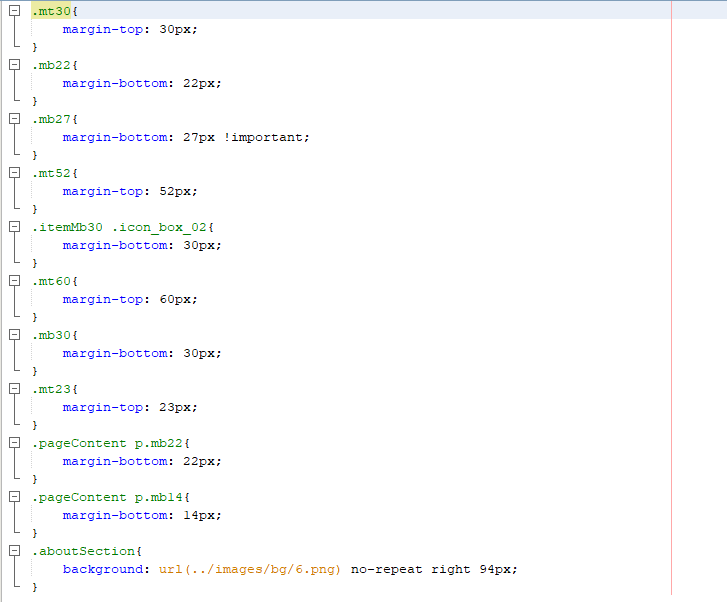 .mt30{
    margin-top: 30px;
}
.mb22{
    margin-bottom: 22px;
}
.mb27{
    margin-bottom: 27px !important;
}
.mt52{
    margin-top: 52px;
}
.itemMb30 .icon_box_02{
    margin-bottom: 30px;
}
.mt60{
    margin-top: 60px;
}
.mb30{
    margin-bottom: 30px;
}
.mt23{
    margin-top: 23px;
}
.pageContent p.mb22{
    margin-bottom: 22px;
}
.pageContent p.mb14{
    margin-bottom: 14px;
}
.aboutSection{
    background: url(../images/bg/6.png) no-repeat right 94px;
}